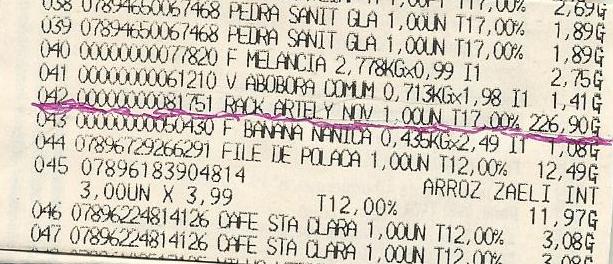 038 07894650067468 PEDRA SANIT GLA 1,00UN T17,00% 2,69G
039 07894650067468 PEDRA SANIT GLA 1,00UN T17,00% 1,89G
040 00000000077820 F MELANCIA 2,778KGx0,99 I1 2,75G
041 00000000061210 V ABOBORA COMUM 0,713KGx1,98 I1 1,41G
042 00000000081751 RACK ARTELY NOV 1,00UN T17,00% 226,90G
043 00000000050430 F BANANA NANICA 0,435KGx2,49 I1 1,08G
044 07896729266291 FILE DE POLACA 1,00UN T12,00% 12,49G
045 07896183904814 ARROZ ZAELI INT
3,00UN X 3,99 T12,00% 11,97G
046 07896224814126 CAFE STA CLARA 1,00UN T12,00% 3,08G
047 07896224814126 CAFE STA CLARA 1,00UN T12,00% 3,08G